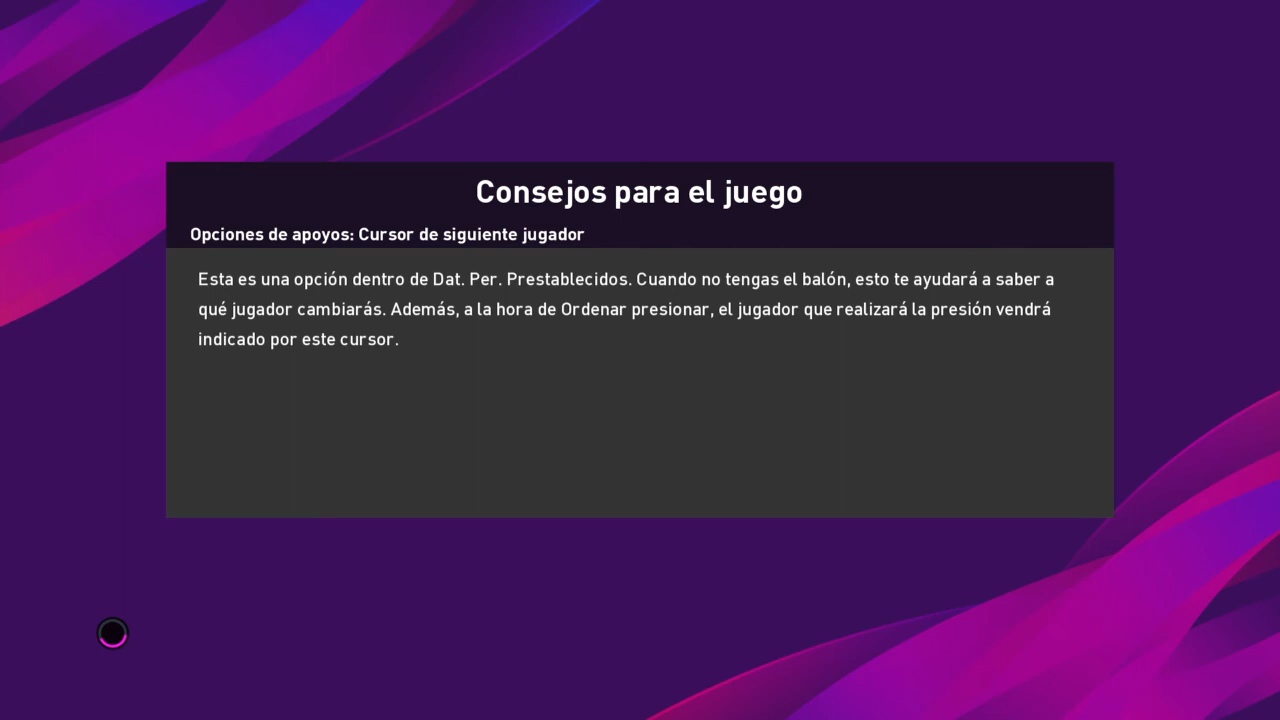 Consejos para el juego
Opciones de apoyos: Cursor de siguiente jugador
Esta es una opción dentro de Dat. Per. Prestablecidos. Cuando no tengas el balón, esto te ayudará a saber a
qué jugador cambiarás. Además, a la hora de Ordenar presionar, el jugador que realizará la presión vendrá
indicado por este cursor.